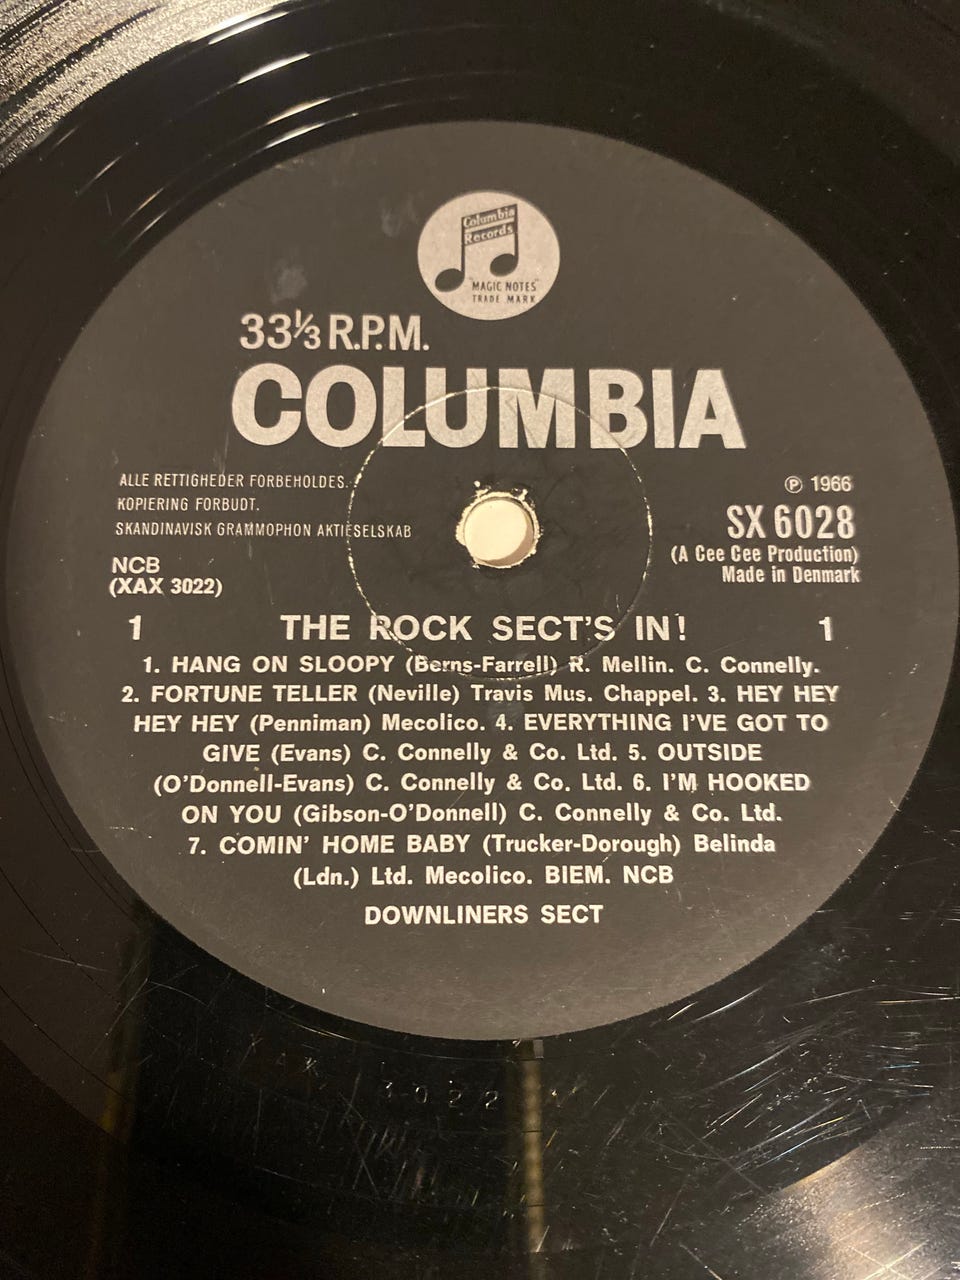 Columbia
Records
"MAGIC NOTES"
TRADE MARK
33⅓ R.P.M.
COLUMBIA
ALLE RETTIGHEDER FORBEHOLDES.
KOPIERING FORBUDT.
SKANDINAVISK GRAMMOPHON AKTIESELSKAB
NCB
(XAX 3022)
℗ 1966
SX 6028
(A Cee Cee Production)
Made in Denmark
1 THE ROCK SECT'S IN! 1
1. HANG ON SLOOPY (Berns-Farrell) R. Mellin. C. Connelly.
2. FORTUNE TELLER (Neville) Travis Mus. Chappel. 3. HEY HEY
HEY HEY (Penniman) Mecolico. 4. EVERYTHING I'VE GOT TO
GIVE (Evans) C. Connelly & Co. Ltd. 5. OUTSIDE
(O'Donnell-Evans) C. Connelly & Co. Ltd. 6. I'M HOOKED
ON YOU (Gibson-O'Donnell) C. Connelly & Co. Ltd.
7. COMIN' HOME BABY (Trucker-Dorough) Belinda
(Ldn.) Ltd. Mecolico. BIEM. NCB
DOWNLINERS SECT
XAX 3022